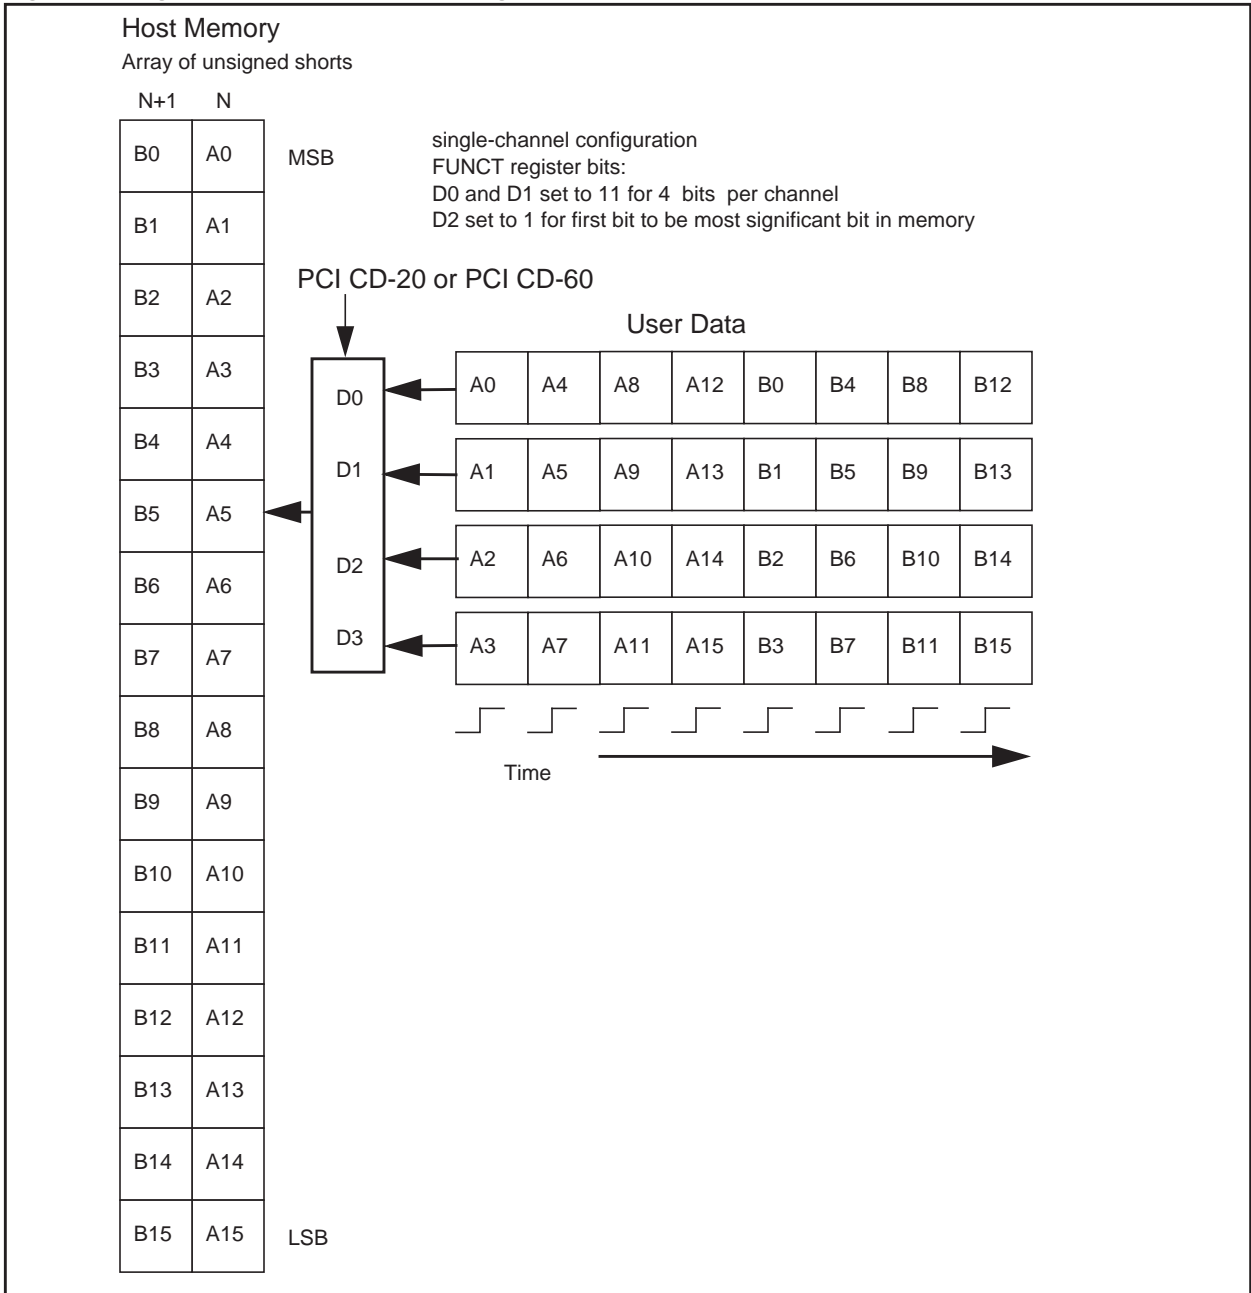 Host Memory
Array of unsigned shorts
N+1 N
B0 A0 MSB
single-channel configuration
FUNCT register bits:
D0 and D1 set to 11 for 4 bits per channel
D2 set to 1 for first bit to be most significant bit in memory
B1 A1
B2 A2
PCI CD-20 or PCI CD-60
User Data
B3 A3
D0 A0 A4 A8 A12 B0 B4 B8 B12
B4 A4
D1 A1 A5 A9 A13 B1 B5 B9 B13
B5 A5
D2 A2 A6 A10 A14 B2 B6 B10 B14
B6 A6
D3 A3 A7 A11 A15 B3 B7 B11 B15
B7 A7
B8 A8
Time
B9 A9
B10 A10
B11 A11
B12 A12
B13 A13
B14 A14
B15 A15 LSB